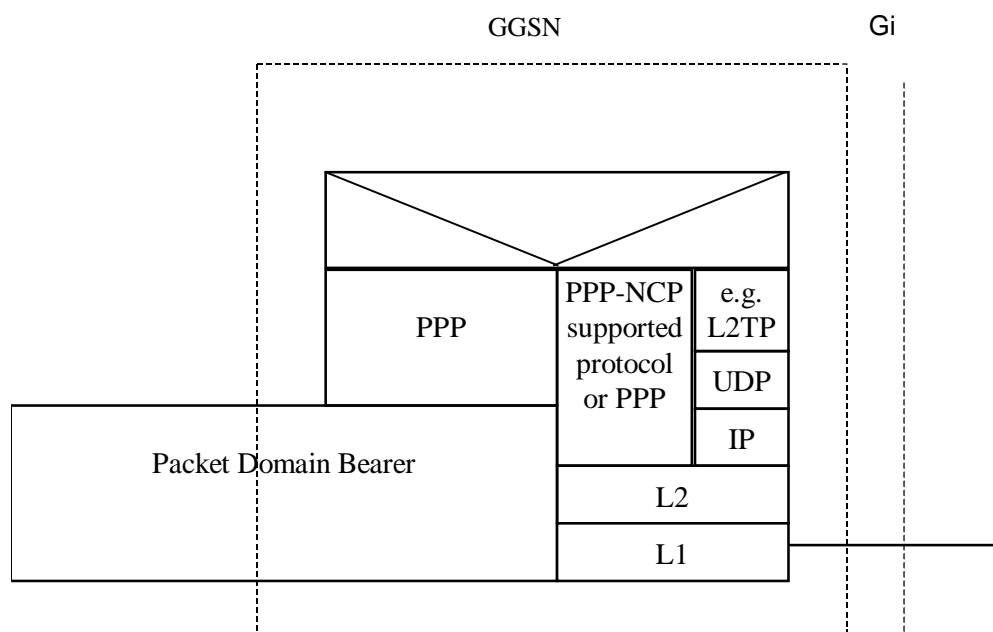 GGSN
Gi
PPP
PPP-NCP
supported
protocol
or PPP
e.g.
L2TP
UDP
IP
Packet Domain Bearer
L2
L1